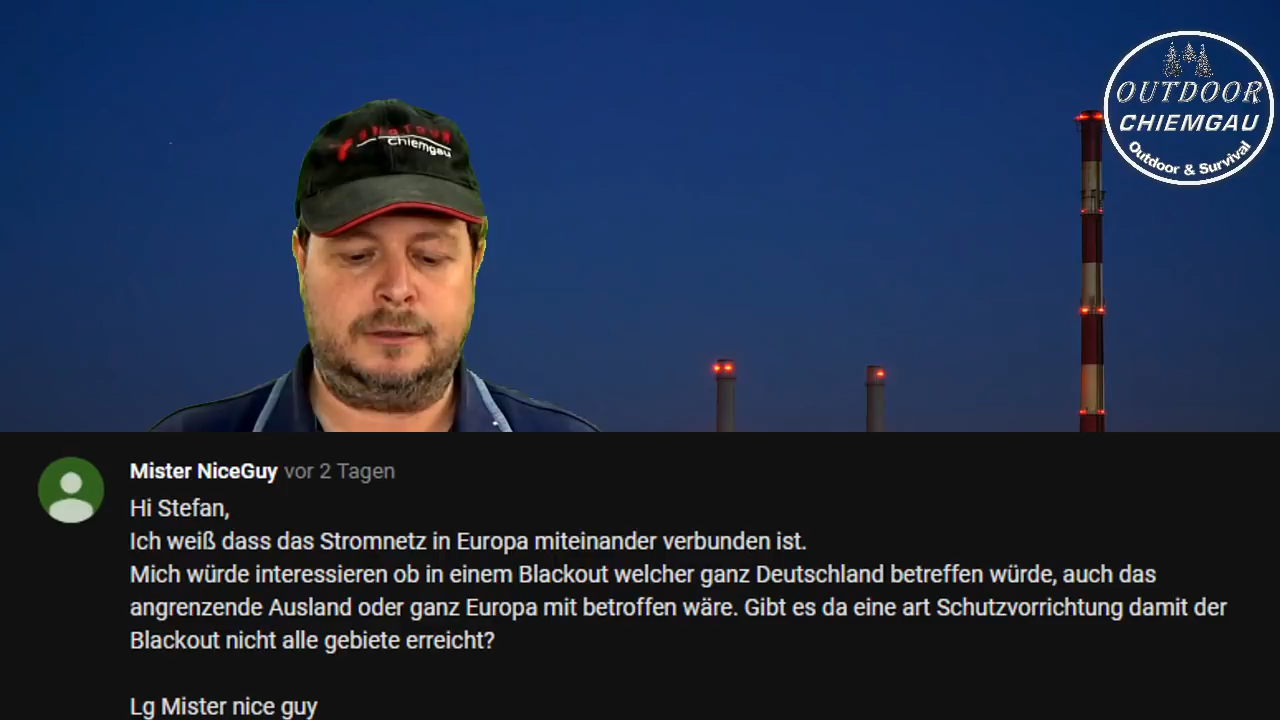 OUTDOOR
CHIEMGAU
Outdoor & Survival
Chiemgau
Mister NiceGuy vor 2 Tagen
Hi Stefan,
Ich weiß dass das Stromnetz in Europa miteinander verbunden ist.
Mich würde interessieren ob in einem Blackout welcher ganz Deutschland betreffen würde, auch das
angrenzende Ausland oder ganz Europa mit betroffen wäre. Gibt es da eine art Schutzvorrichtung damit der
Blackout nicht alle gebiete erreicht?
Lg Mister nice guy